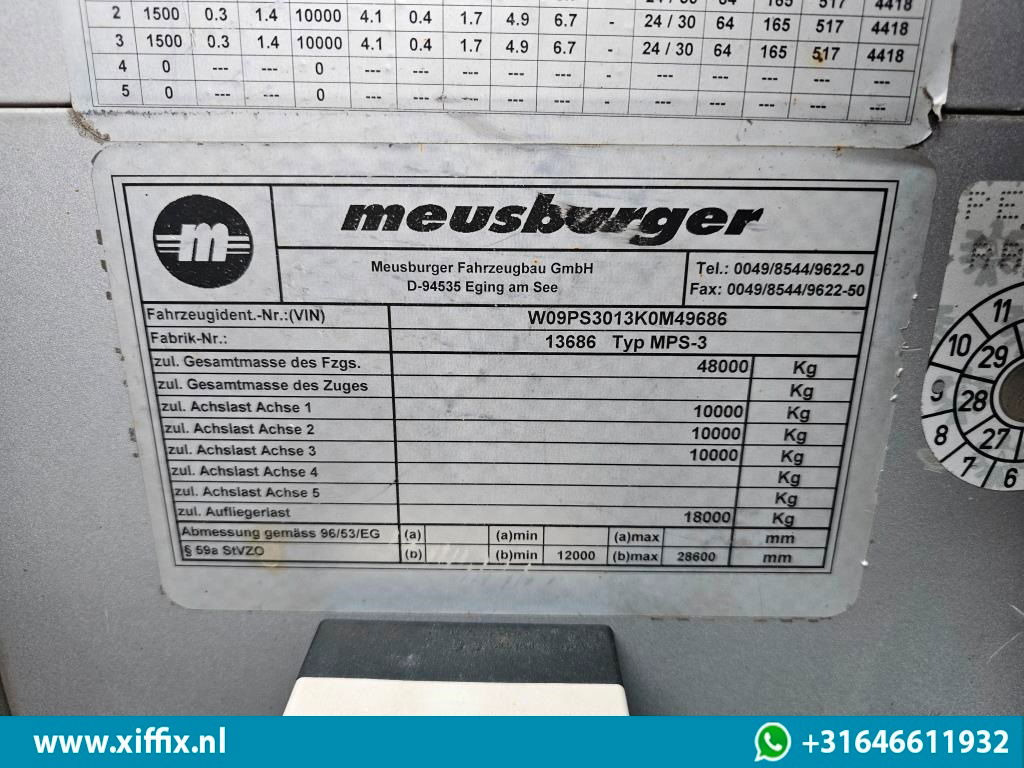 2 1500 0.3 1.4 10000 4.1 0.4 1.7 4.9 6.7 - 24 / 30 64 165 517 4418
3 1500 0.3 1.4 10000 4.1 0.4 1.7 4.9 6.7 - 24 / 30 64 165 517 4418
4 0 --- --- 0 --- --- --- --- --- - --- --- --- --- ---
5 0 --- --- 0 --- --- --- --- --- - --- --- --- --- ---
m meusburger
Meusburger Fahrzeugbau GmbH
D-94535 Eging am See
Tel.: 0049/8544/9622-0
Fax: 0049/8544/9622-50
Fahrzeugident.-Nr.:(VIN) W09PS3013K0M49686
Fabrik-Nr.: 13686 Typ MPS-3
zul. Gesamtmasse des Fzgs. 48000 Kg
zul. Gesamtmasse des Zuges Kg
zul. Achslast Achse 1 10000 Kg
zul. Achslast Achse 2 10000 Kg
zul. Achslast Achse 3 10000 Kg
zul. Achslast Achse 4 Kg
zul. Achslast Achse 5 Kg
zul. Aufliegerlast 18000 Kg
Abmessung gemäss 96/53/EG (a) (a)min (a)max mm
§ 59a StVZO (b) (b)min 12000 (b)max 28600 mm
PE
11
10 29
9 28
8 27
7 6
www.xiffix.nl +31646611932